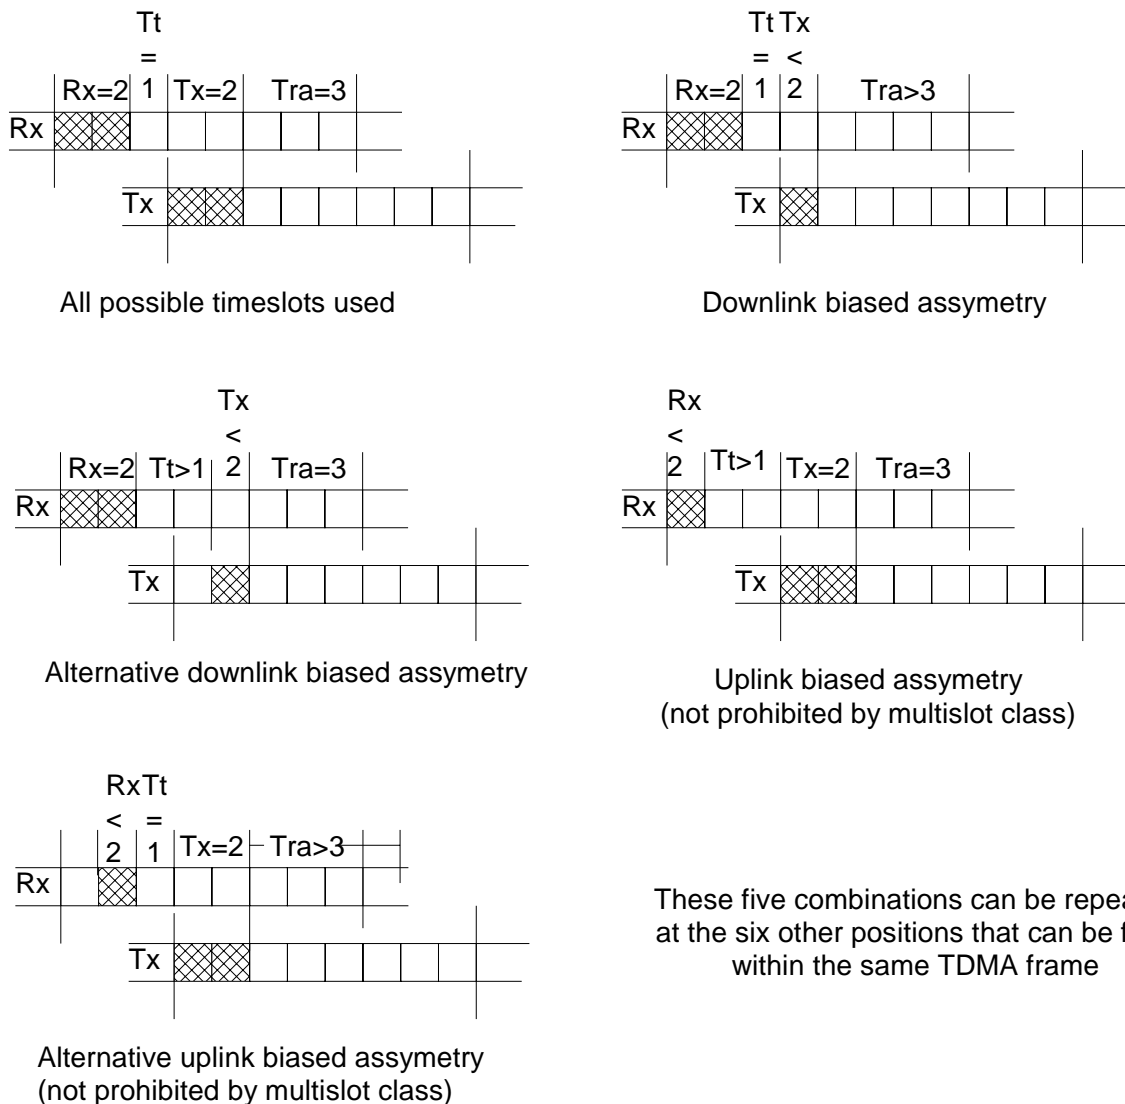 Tt
=
1
Rx=2 Tx=2 Tra=3
Rx
Tx
All possible timeslots used
Tt Tx
= <
1 2
Rx=2 Tra>3
Rx
Tx
Downlink biased assymetry
Tx
<
2
Rx=2 Tt>1 Tra=3
Rx
Tx
Alternative downlink biased assymetry
Rx
<
2
Tt>1 Tx=2 Tra=3
Rx
Tx
Uplink biased assymetry
(not prohibited by multislot class)
RxTt
< =
2 1
Tx=2 Tra>3
Rx
Tx
Alternative uplink biased assymetry
(not prohibited by multislot class)
These five combinations can be
at the six other positions that can be
within the same TDMA frame